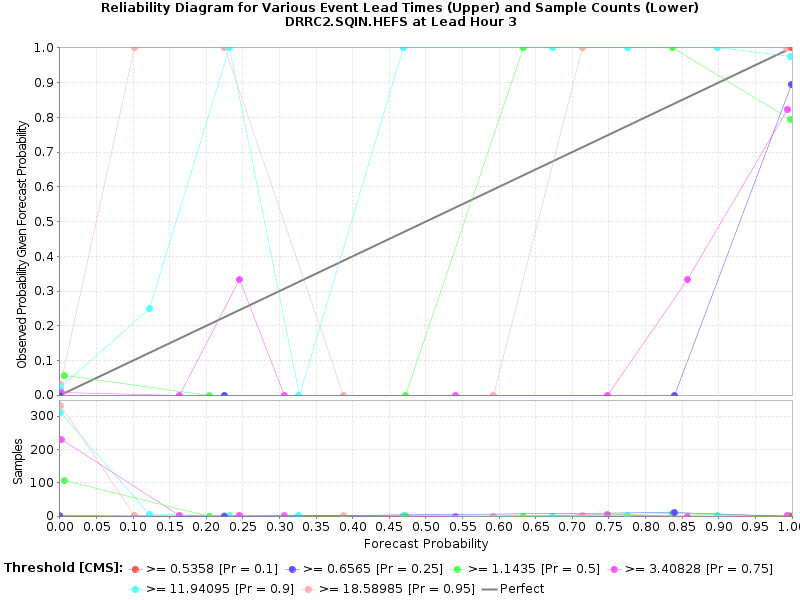 Reliability Diagram for Various Event Lead Times (Upper) and Sample Counts (Lower)
DRRC2.SQIN.HEFS at Lead Hour 3
Observed Probability Given Forecast Probability
1.0
0.9
0.8
0.7
0.6
0.5
0.4
0.3
0.2
0.1
0.0
Samples
300
200
100
0
0.00 0.05 0.10 0.15 0.20 0.25 0.30 0.35 0.40 0.45 0.50 0.55 0.60 0.65 0.70 0.75 0.80 0.85 0.90 0.95 1.00
Forecast Probability
Threshold [CMS]: >= 0.5358 [Pr = 0.1] >= 0.6565 [Pr = 0.25] >= 1.1435 [Pr = 0.5] >= 3.40828 [Pr = 0.75]
>= 11.94095 [Pr = 0.9] >= 18.58985 [Pr = 0.95] Perfect